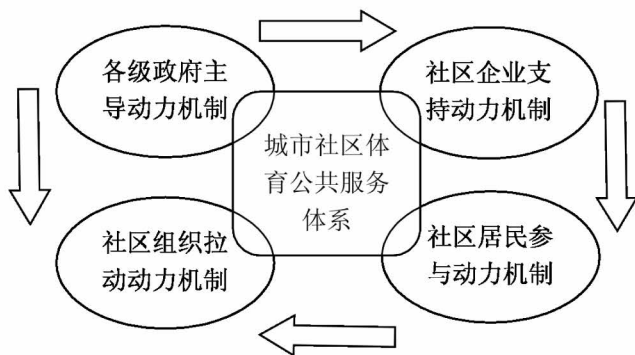 各级政府主
导动力机制
社区企业支
持动力机制
城市社区体
育公共服务
体系
社区组织拉
动动力机制
社区居民参
与动力机制